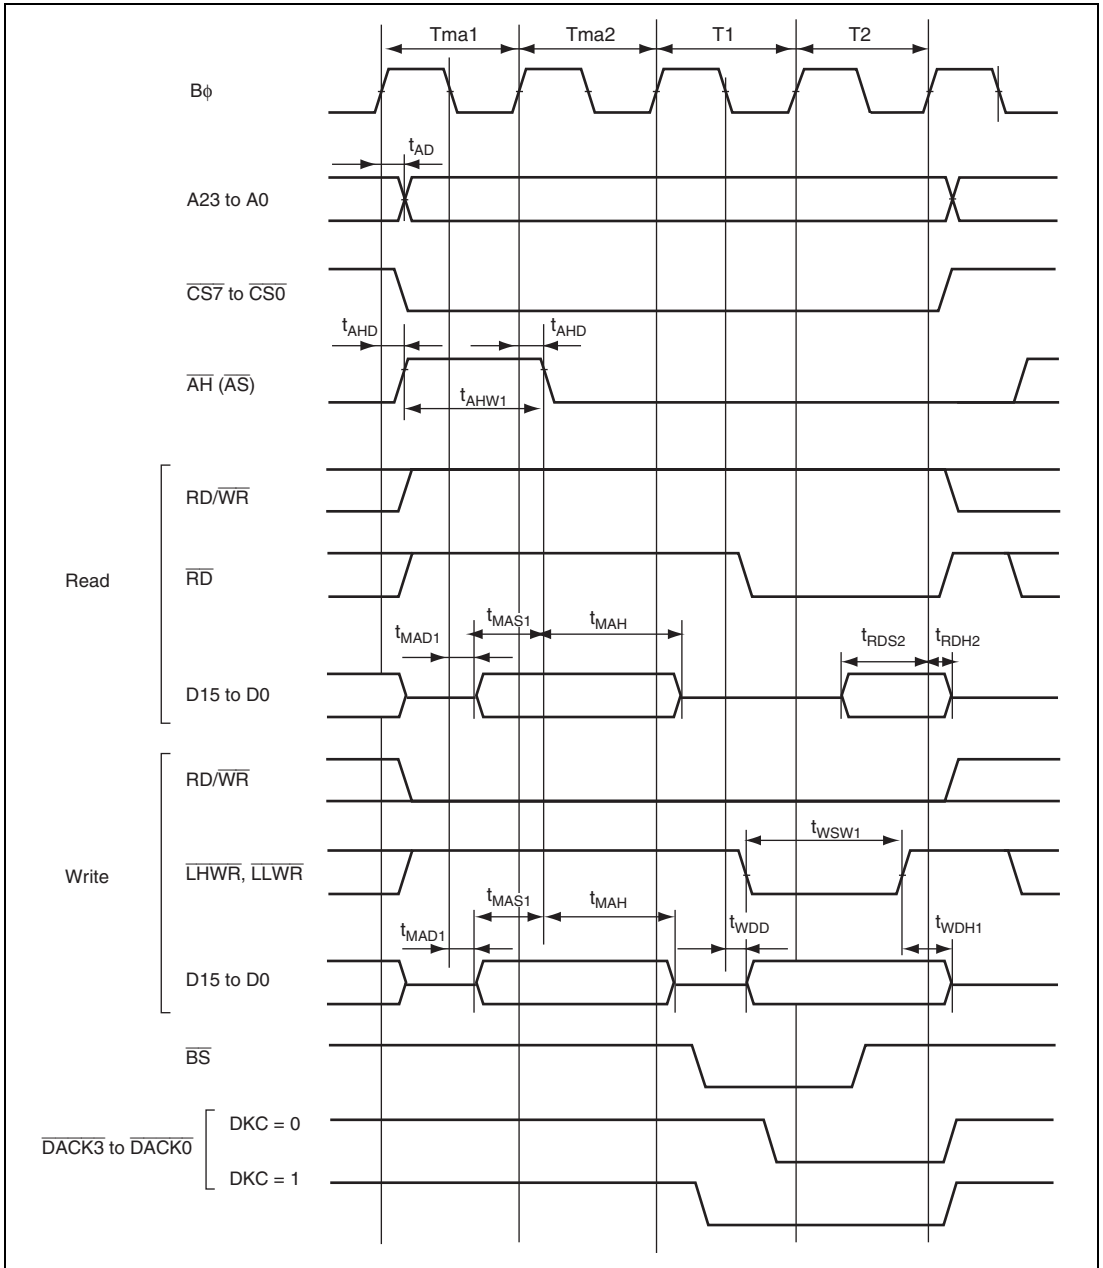 Tma1 Tma2 T1 T2
Bϕ
tAD
A23 to A0
CS7 to CS0
tAHD tAHD
AH (AS)
tAHW1
RD/WR
Read
RD
tMAD1 tMAS1 tMAH tRDS2 tRDH2
D15 to D0
RD/WR
tWSW1
Write
LHWR, LLWR
tMAD1 tMAS1 tMAH tWDD tWDH1
D15 to D0
BS
DACK3 to DACK0
DKC = 0
DKC = 1